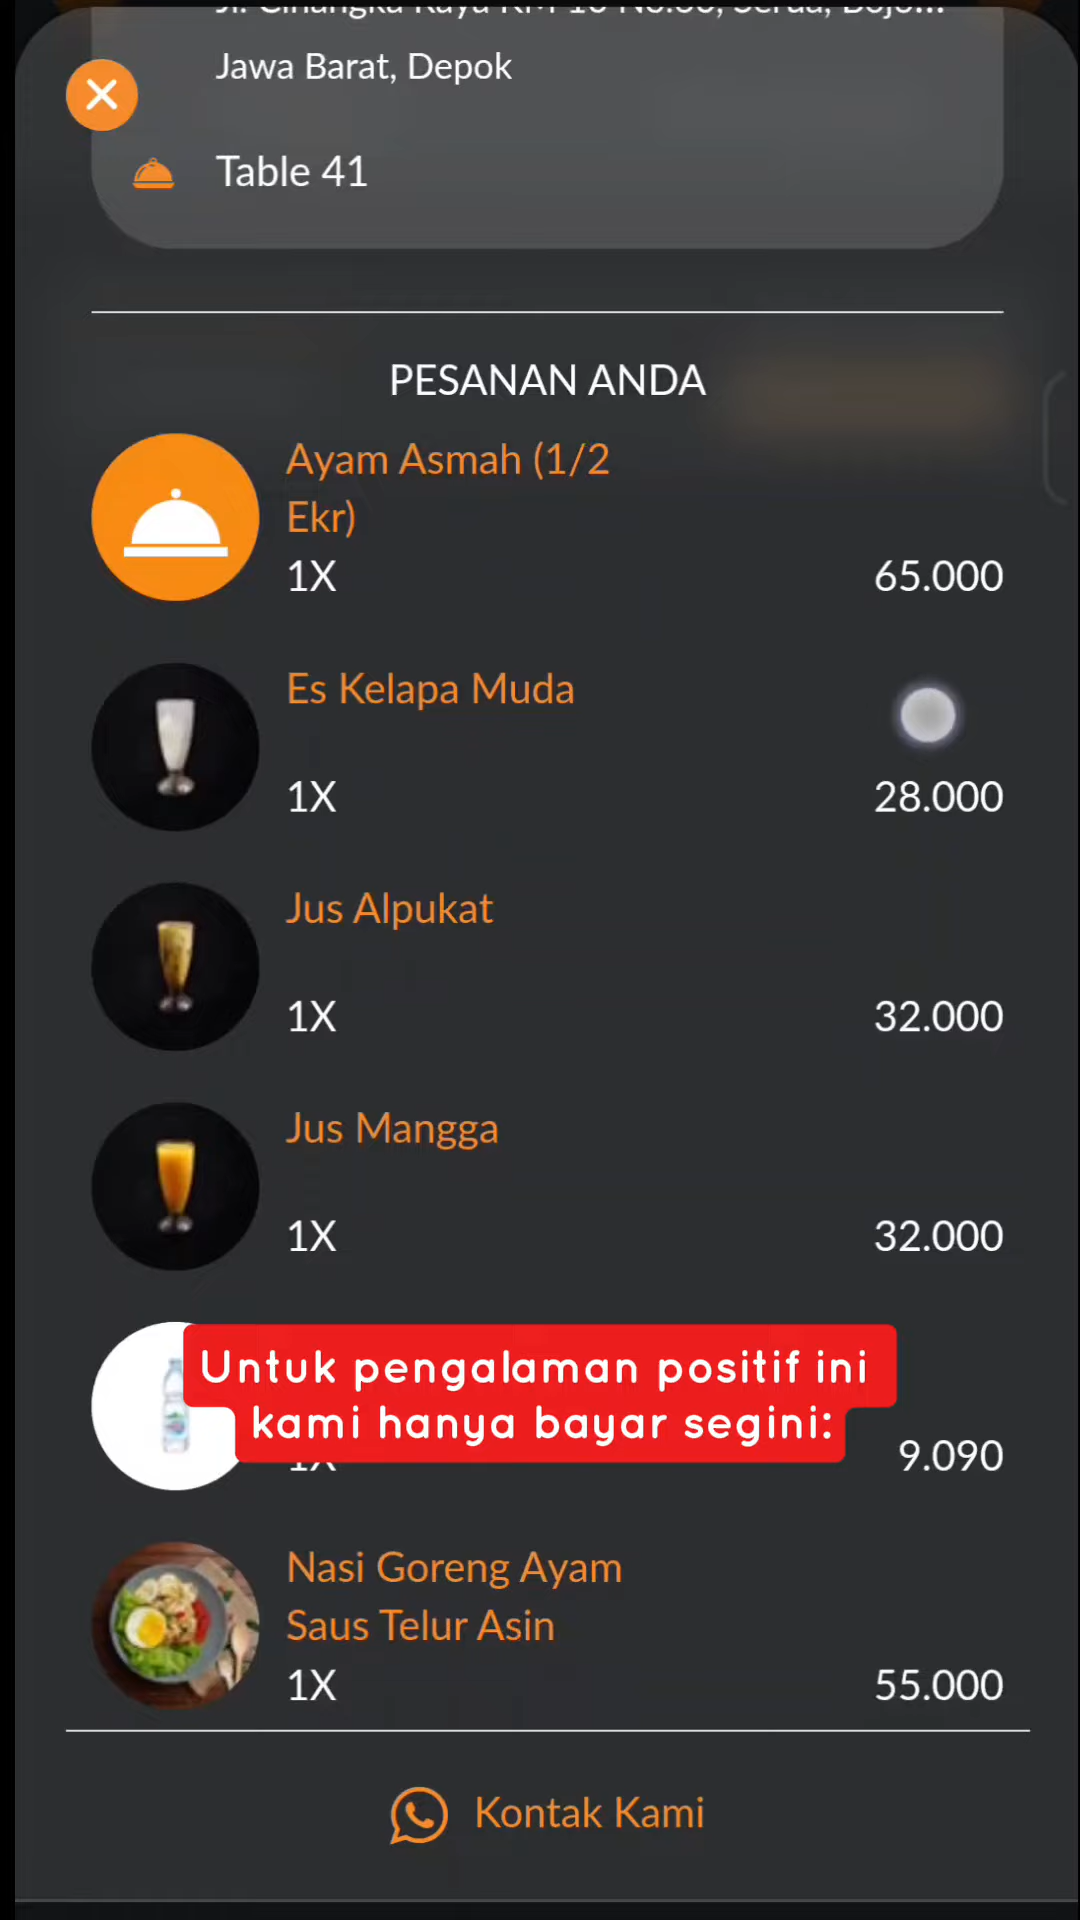 Jawa Barat, Depok
Table 41
PESANAN ANDA
Ayam Asmah (1/2
Ekr)
1X 65.000
Es Kelapa Muda
1X 28.000
Jus Alpukat
1X 32.000
Jus Mangga
1X 32.000
Untuk pengalaman positif ini
kami hanya bayar segini:
1X 9.090
Nasi Goreng Ayam
Saus Telur Asin
1X 55.000
Kontak Kami